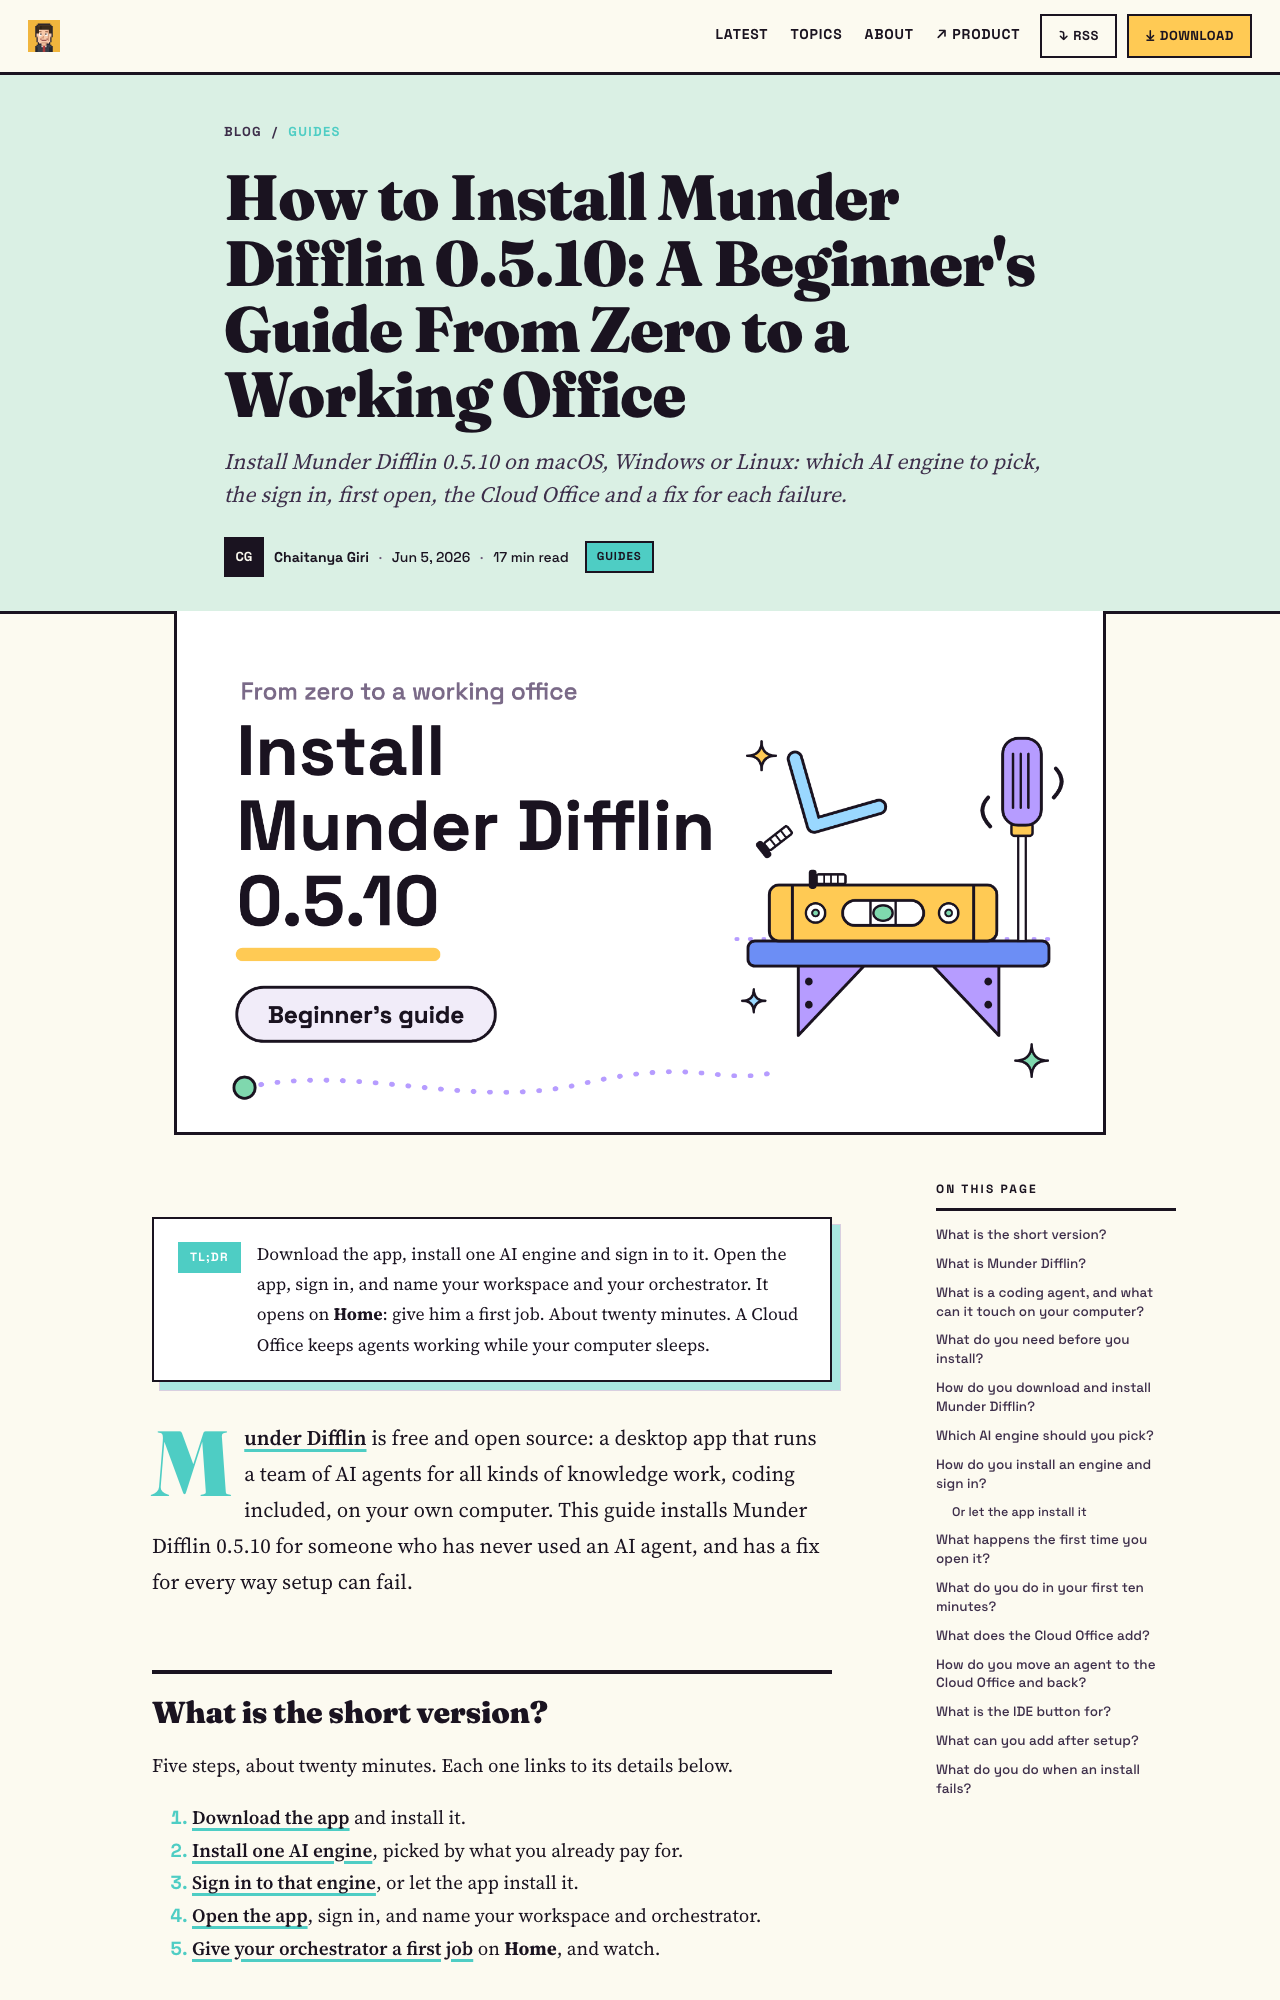 LATEST TOPICS ABOUT ↗ PRODUCT ⤵ RSS ⤓ DOWNLOAD
BLOG / GUIDES
How to Install Munder
Difflin 0.5.10: A Beginner's
Guide From Zero to a
Working Office
Install Munder Difflin 0.5.10 on macOS, Windows or Linux: which AI engine to pick,
the sign in, first open, the Cloud Office and a fix for each failure.
CG Chaitanya Giri · Jun 5, 2026 · 17 min read GUIDES
From zero to a working office
Install
Munder Difflin
0.5.10
Beginner's guide
TL;DR
Download the app, install one AI engine and sign in to it. Open the
app, sign in, and name your workspace and your orchestrator. It
opens on Home: give him a first job. About twenty minutes. A Cloud
Office keeps agents working while your computer sleeps.
Munder Difflin is free and open source: a desktop app that runs
a team of AI agents for all kinds of knowledge work, coding
included, on your own computer. This guide installs Munder
Difflin 0.5.10 for someone who has never used an AI agent, and has a fix
for every way setup can fail.
What is the short version?
Five steps, about twenty minutes. Each one links to its details below.
1. Download the app and install it.
2. Install one AI engine, picked by what you already pay for.
3. Sign in to that engine, or let the app install it.
4. Open the app, sign in, and name your workspace and orchestrator.
5. Give your orchestrator a first job on Home, and watch.
ON THIS PAGE
What is the short version?
What is Munder Difflin?
What is a coding agent, and what
can it touch on your computer?
What do you need before you
install?
How do you download and install
Munder Difflin?
Which AI engine should you pick?
How do you install an engine and
sign in?
Or let the app install it
What happens the first time you
open it?
What do you do in your first ten
minutes?
What does the Cloud Office add?
How do you move an agent to the
Cloud Office and back?
What is the IDE button for?
What can you add after setup?
What do you do when an install
fails?